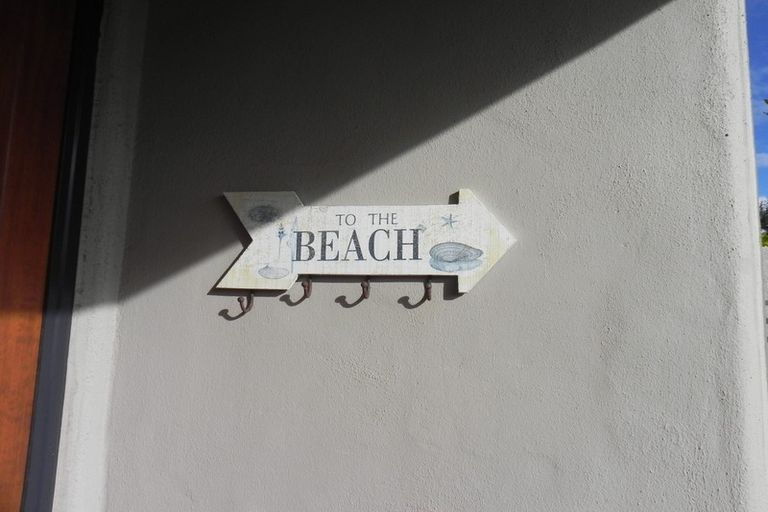 TO THE
BEACH